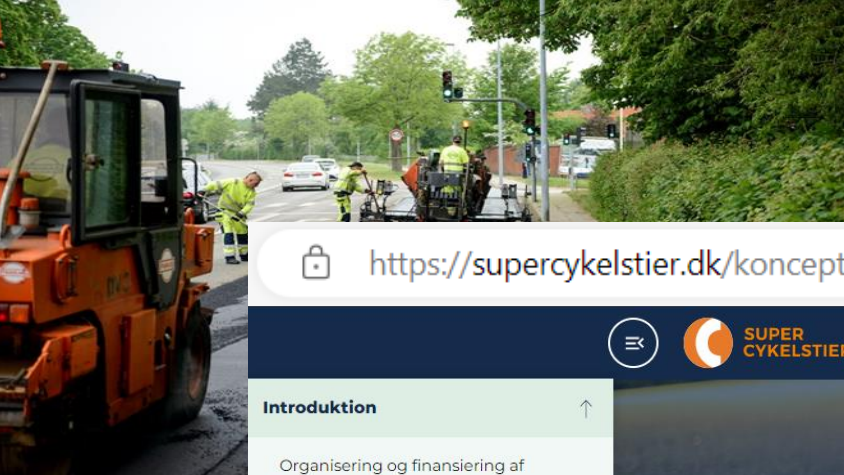 https://supercykelstier.dk/koncept
SUPER
CYKELSTIER
Introduktion
Organisering og finansiering af